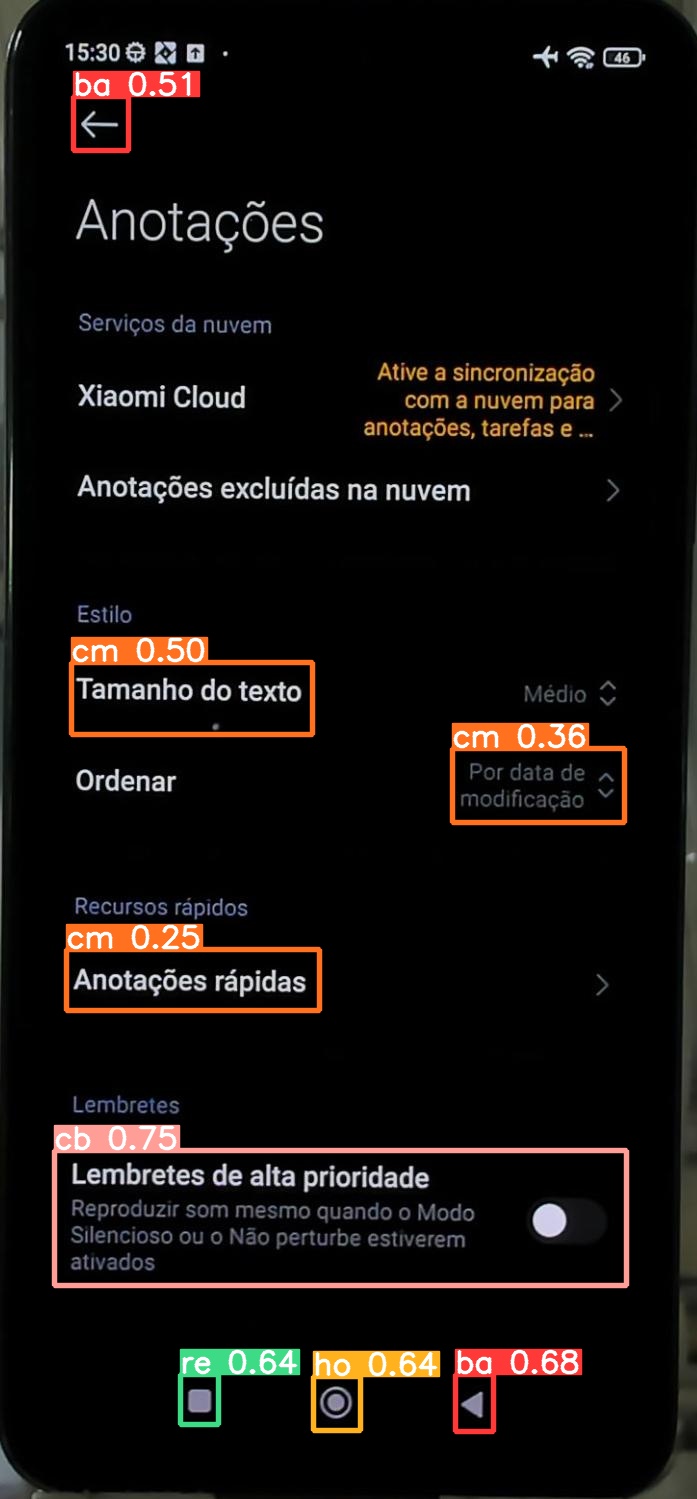 15:30
46
ba 0.51
Anotações
Serviços da nuvem
Xiaomi Cloud
Ative a sincronização
com a nuvem para
anotações, tarefas e ...
Anotações excluídas na nuvem
Estilo
cm 0.50
Tamanho do texto
Médio
cm 0.36
Ordenar
Por data de
modificação
Recursos rápidos
cm 0.25
Anotações rápidas
Lembretes
cb 0.75
Lembretes de alta prioridade
Reproduzir som mesmo quando o Modo
Silencioso ou o Não perturbe estiverem
ativados
re 0.64
ho 0.64
ba 0.68